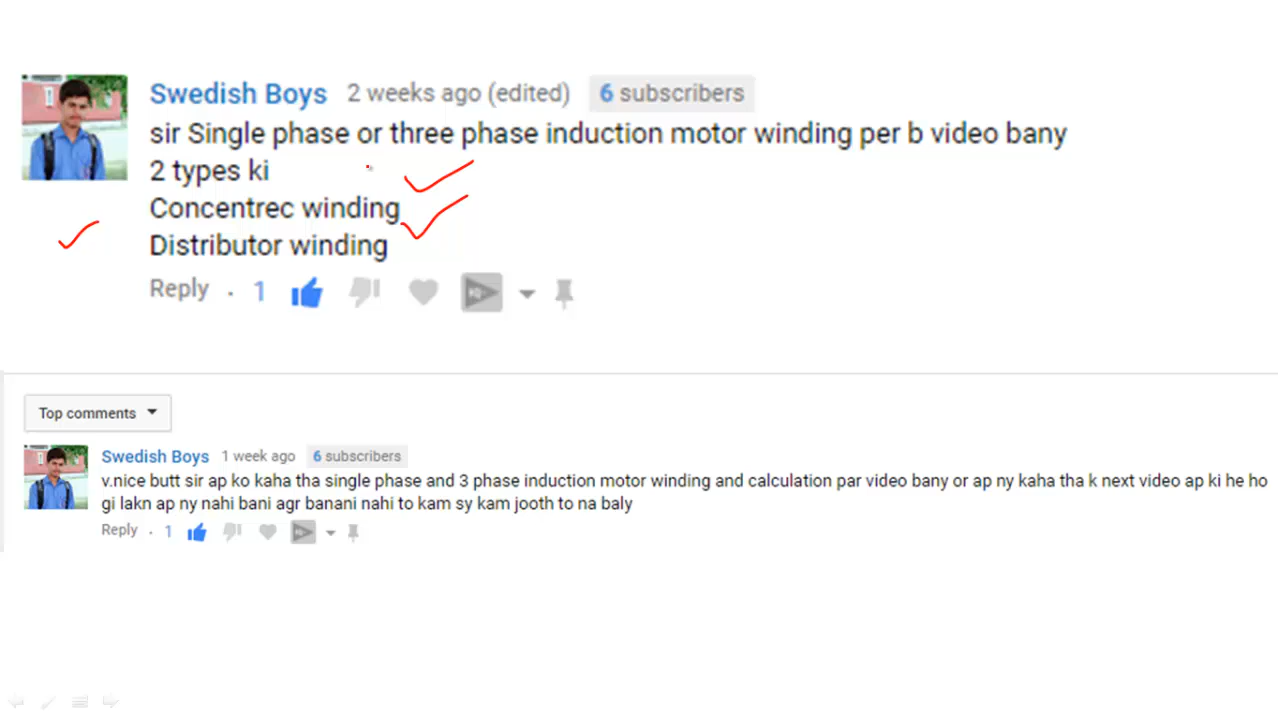 Swedish Boys 2 weeks ago (edited) 6 subscribers
sir Single phase or three phase induction motor winding per b video bany
2 types ki
Concentrec winding
Distributor winding
Reply . 1
Top comments
Swedish Boys 1 week ago 6 subscribers
v.nice butt sir ap ko kaha tha single phase and 3 phase induction motor winding and calculation par video bany or ap ny kaha tha k next video ap ki he ho
gi lakn ap ny nahi bani agr banani nahi to kam sy kam jooth to na baly
Reply . 1